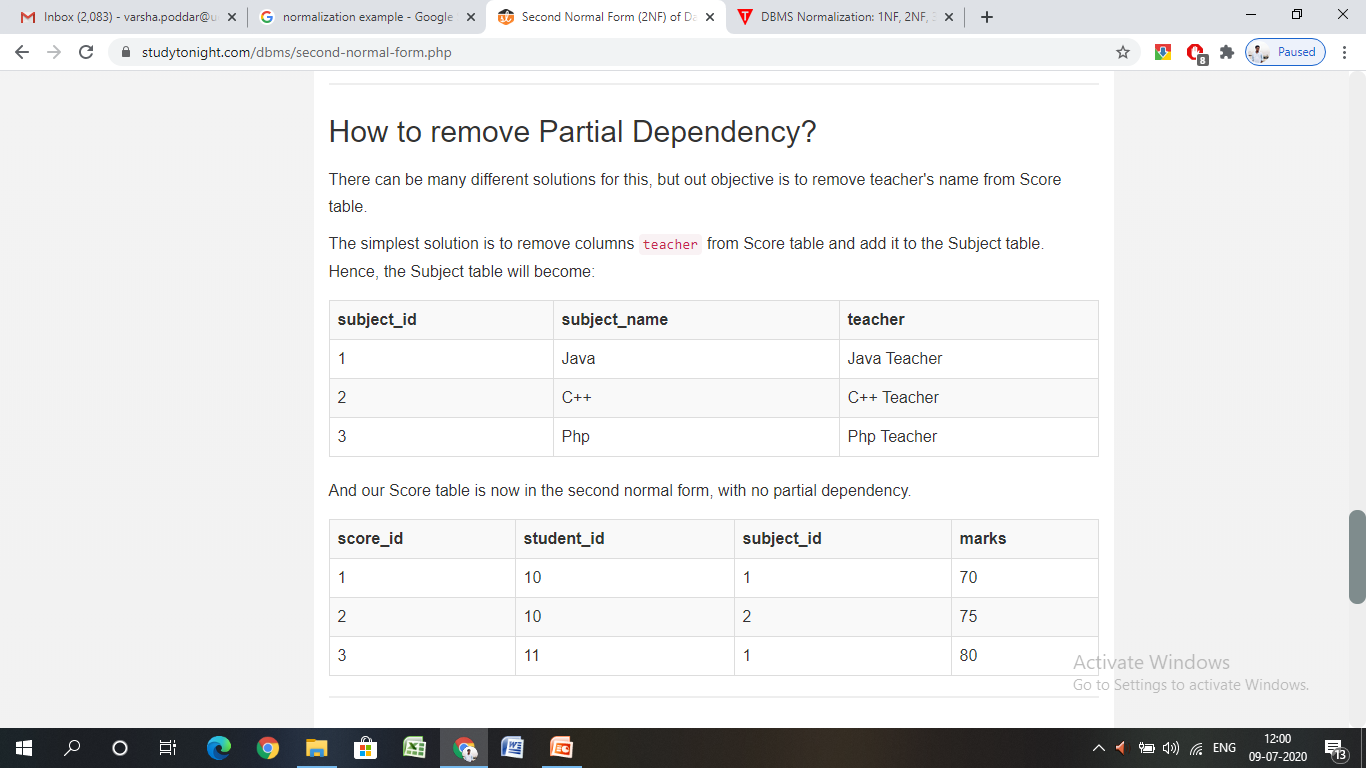 Inbox (2,083) - varsha.poddar@u
normalization example - Google
Second Normal Form (2NF) of Da
DBMS Normalization: 1NF, 2NF, 3
studytonight.com/dbms/second-normal-form.php
8
Paused
How to remove Partial Dependency?
There can be many different solutions for this, but out objective is to remove teacher's name from Score
table.
The simplest solution is to remove columns teacher from Score table and add it to the Subject table.
Hence, the Subject table will become:
subject_id subject_name teacher
1 Java Java Teacher
2 C++ C++ Teacher
3 Php Php Teacher
And our Score table is now in the second normal form, with no partial dependency.
score_id student_id subject_id marks
1 10 1 70
2 10 2 75
3 11 1 80
Activate Windows
Go to Settings to activate Windows.
ENG
12:00
09-07-2020
13